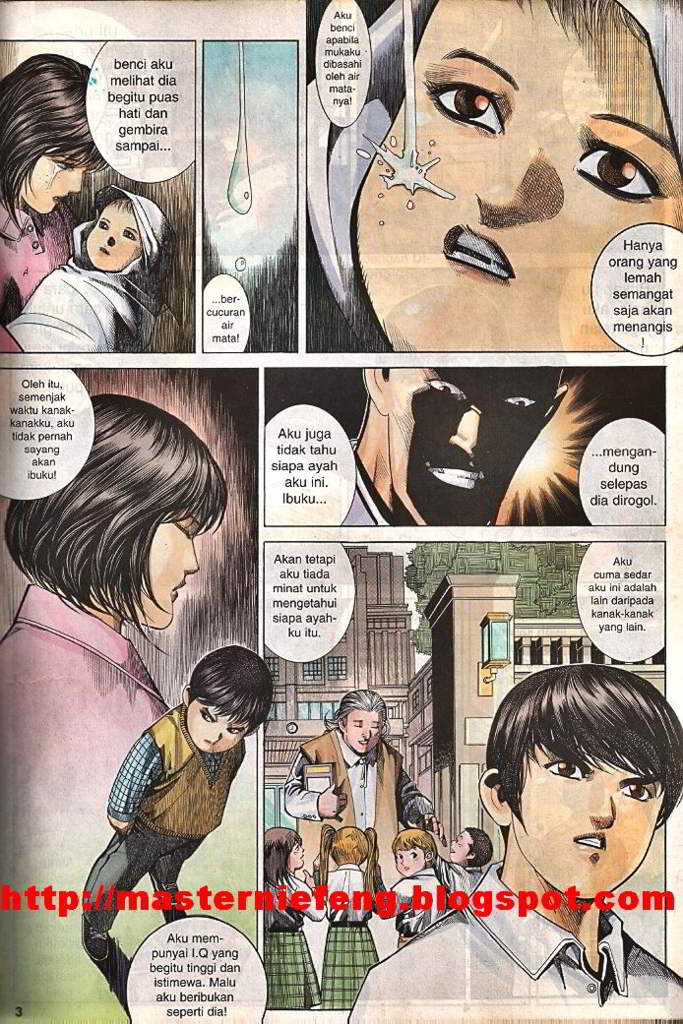 benci aku
melihat dia
begitu puas
hati dan
gembira
sampai...
...ber-
cucuran
air
mata!
Aku
benci
apabila
mukaku
dibasahi
oleh air
mata-
nya!
Hanya
orang yang
lemah
semangat
saja akan
menangis
!
Oleh itu,
semenjak
waktu kanak-
kanakku, aku
tidak pernah
sayang
akan
ibuku!
Aku juga
tidak tahu
siapa ayah
aku ini.
Ibuku...
...mengan-
dung
selepas
dia dirogol.
Akan tetapi
aku tiada
minat untuk
mengetahui
siapa ayah-
ku itu.
Aku
cuma sedar
aku ini adalah
lain daripada
kanak-kanak
yang lain.
http://masterniefeng.blogspot.com
Aku mem-
punyai I.Q yang
begitu tinggi dan
istimewa. Malu
aku beribukan
seperti dia!
3